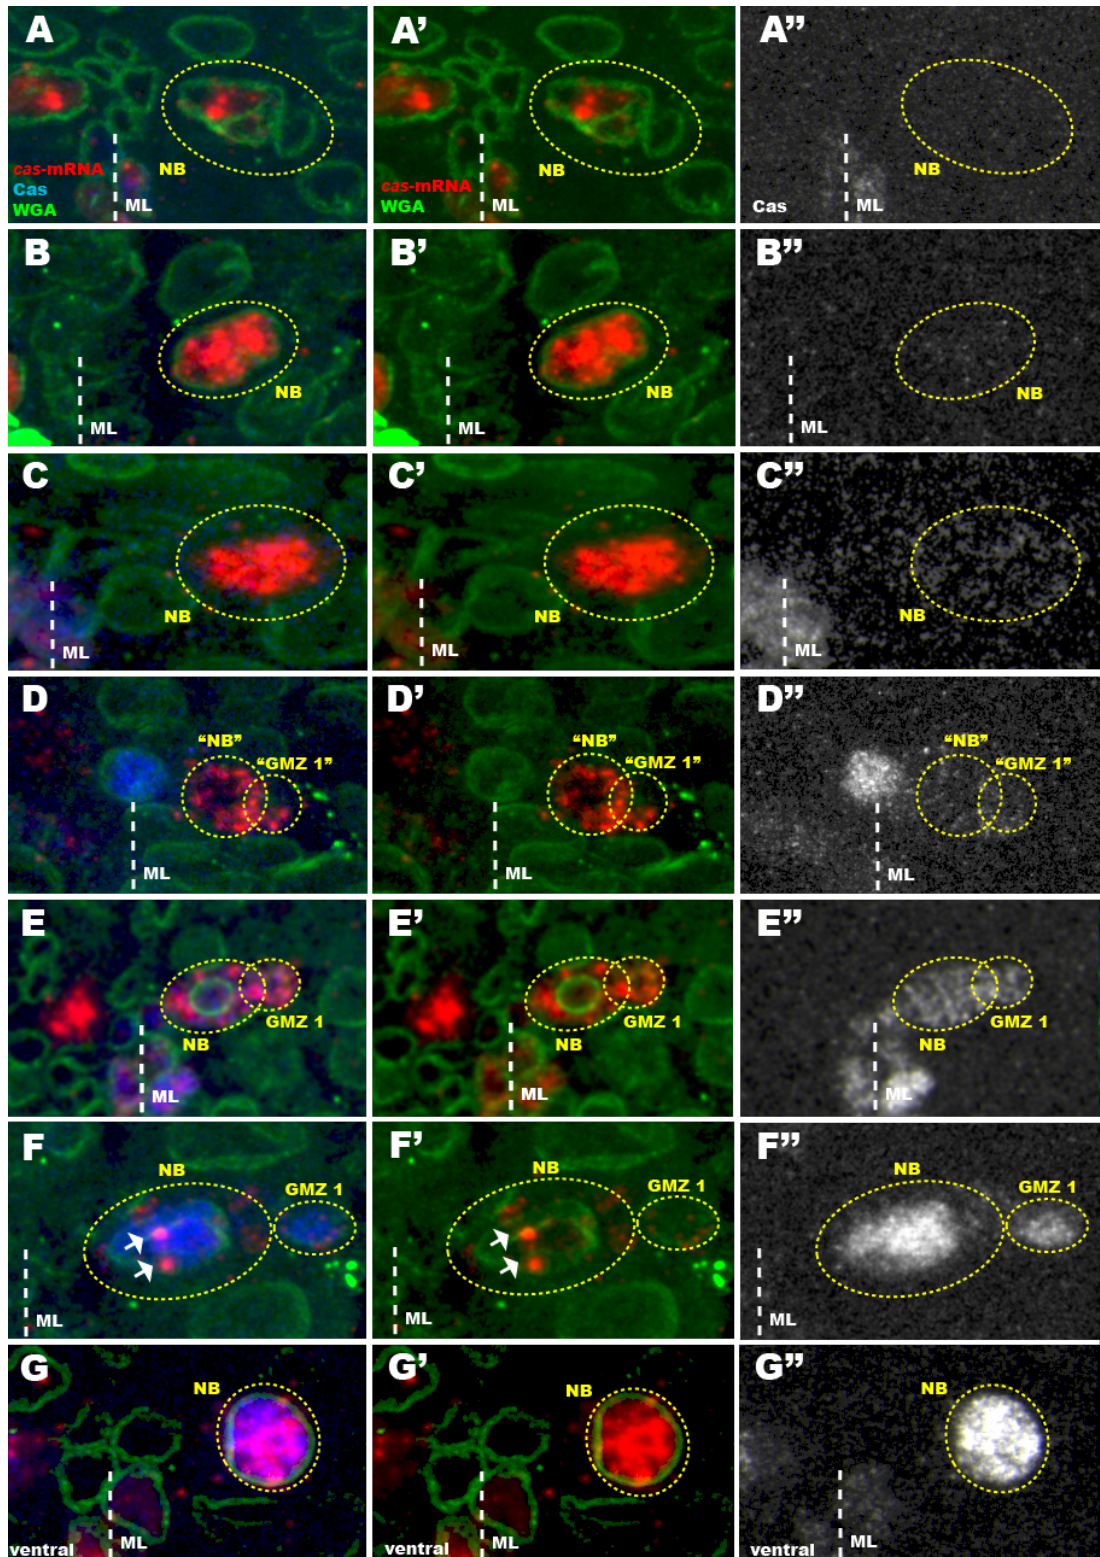 A
A’
A”
cas-mRNA
Cas
WGA
NB
ML
cas-mRNA
WGA
NB
ML
Cas
NB
ML
B
B’
B”
NB
ML
NB
ML
NB
ML
C
C’
C”
NB
ML
NB
ML
NB
ML
D
D’
D”
“NB”
“GMZ 1”
ML
“NB”
“GMZ 1”
ML
“NB”
“GMZ 1”
ML
E
E’
E”
GMZ 1
NB
ML
GMZ 1
NB
ML
GMZ 1
NB
ML
F
F’
F”
NB
GMZ 1
ML
NB
GMZ 1
ML
NB
GMZ 1
ML
G
G’
G”
NB
ML
ventral
NB
ML
ventral
NB
ML
ventral